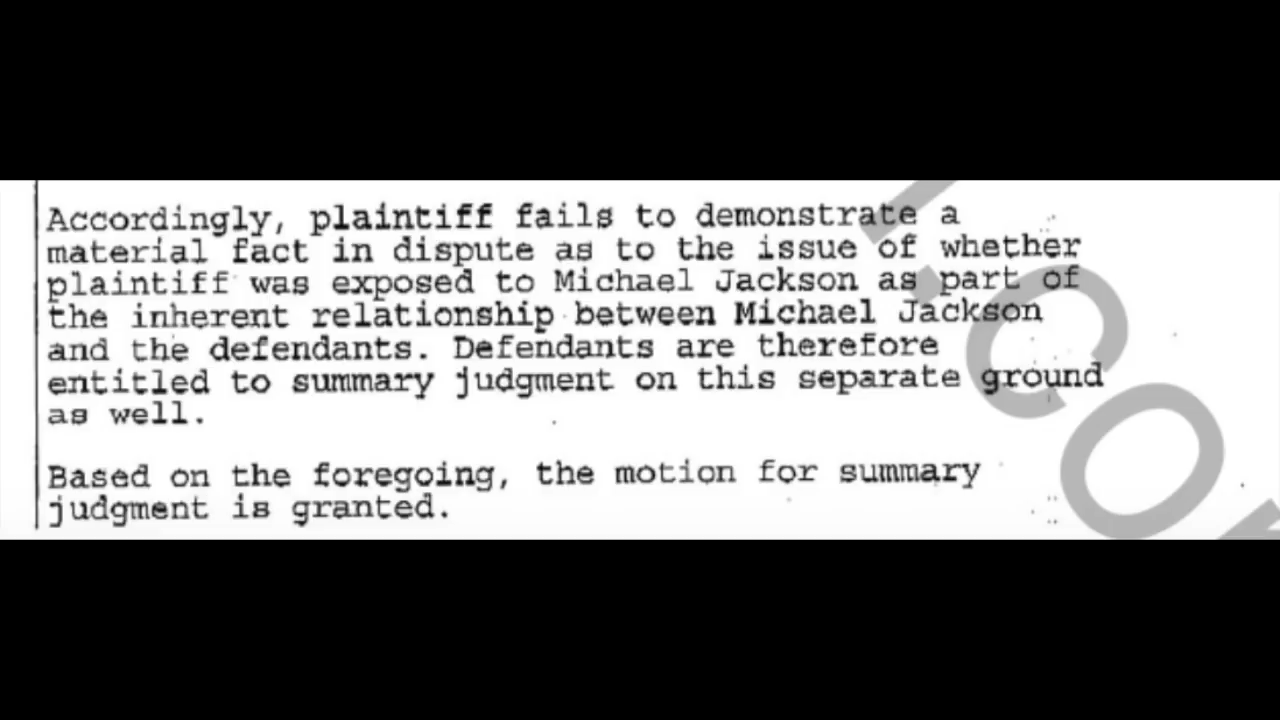 Accordingly, plaintiff fails to demonstrate a
material fact in dispute as to the issue of whether
plaintiff was exposed to Michael Jackson as part of
the inherent relationship between Michael Jackson
and the defendants. Defendants are therefore
entitled to summary judgment on this separate ground
as well.
Based on the foregoing, the motion for summary
judgment is granted.
.co